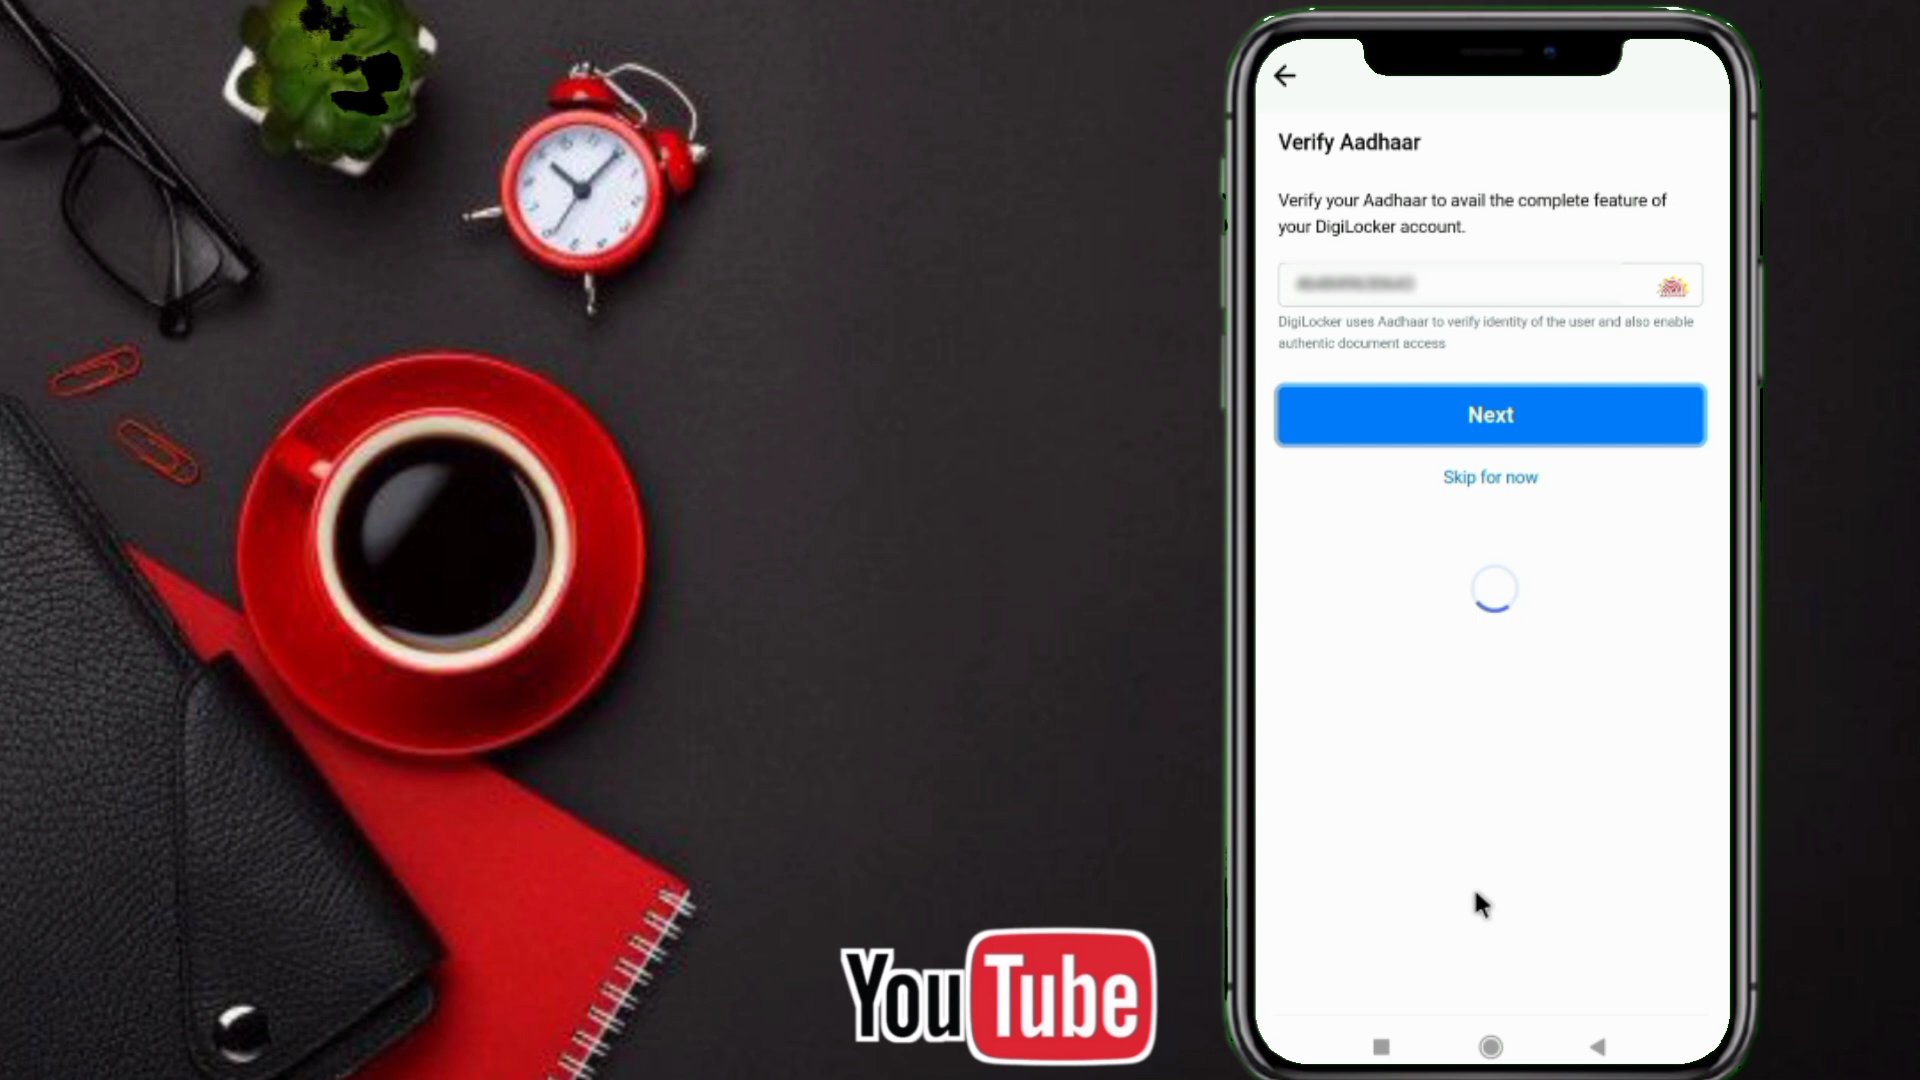 Verify Aadhaar
Verify your Aadhaar to avail the complete feature of
your DigiLocker account.
DigiLocker uses Aadhaar to verify identity of the user and also enable
authentic document access
Next
Skip for now
YouTube